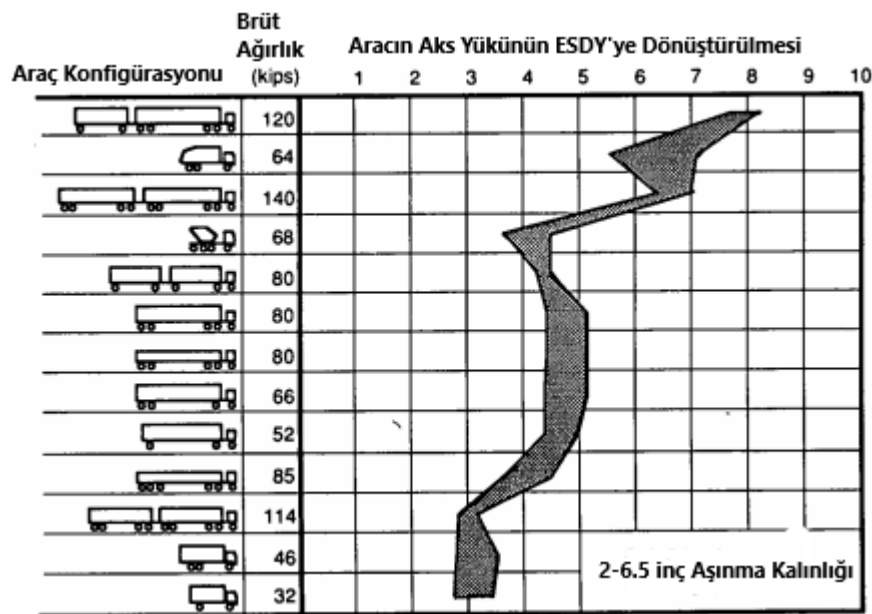 Brüt
Ağırlık
(kips)
Araç Konfigürasyonu
Aracın Aks Yükünün ESDY'ye Dönüştürülmesi
1 2 3 4 5 6 7 8 9 10
120
64
140
68
80
80
80
66
52
85
114
46
32
2-6.5 inç Aşınma Kalınlığı